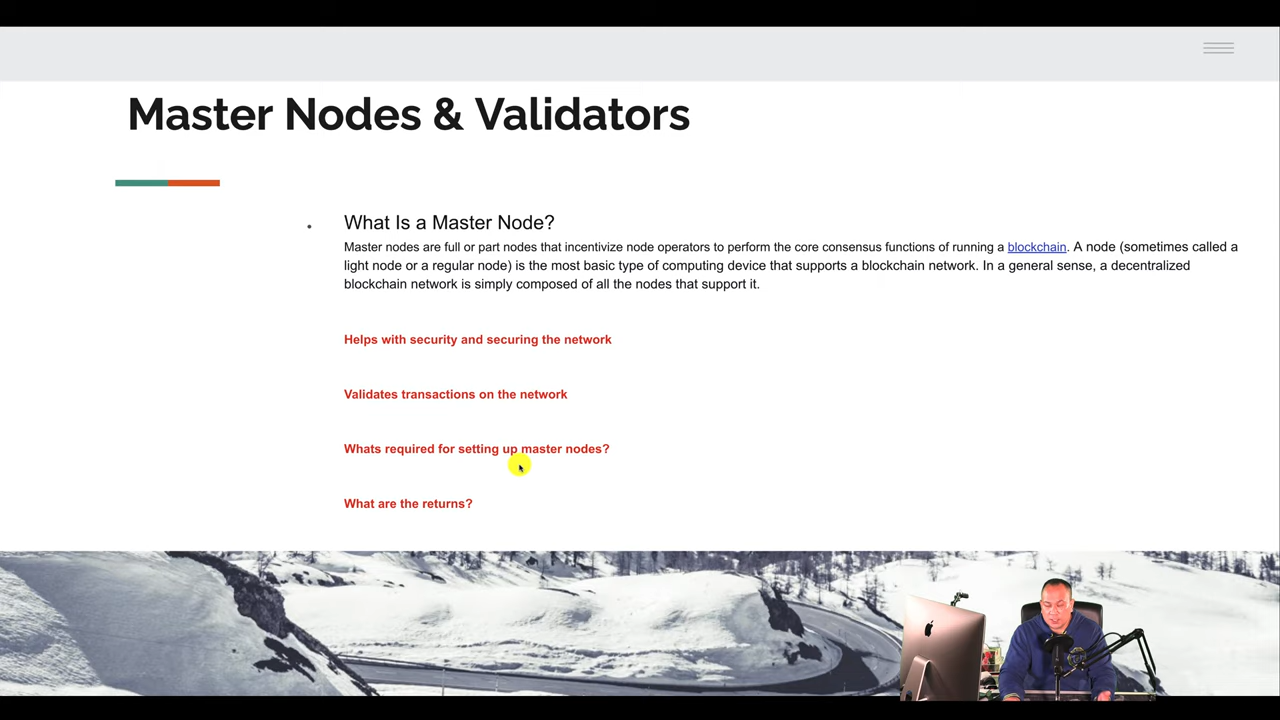 Master Nodes & Validators
What Is a Master Node?
Master nodes are full or part nodes that incentivize node operators to perform the core consensus functions of running a blockchain. A node (sometimes called a
light node or a regular node) is the most basic type of computing device that supports a blockchain network. In a general sense, a decentralized
blockchain network is simply composed of all the nodes that support it.
Helps with security and securing the network
Validates transactions on the network
Whats required for setting up master nodes?
What are the returns?